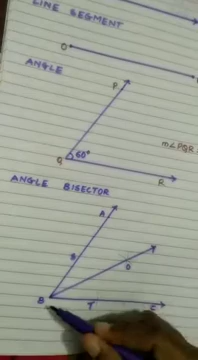 LINE SEGMENT
O
ANGLE
P
Q 60°
m∠PQR
R
ANGLE BISECTOR
A
S
D
B T C